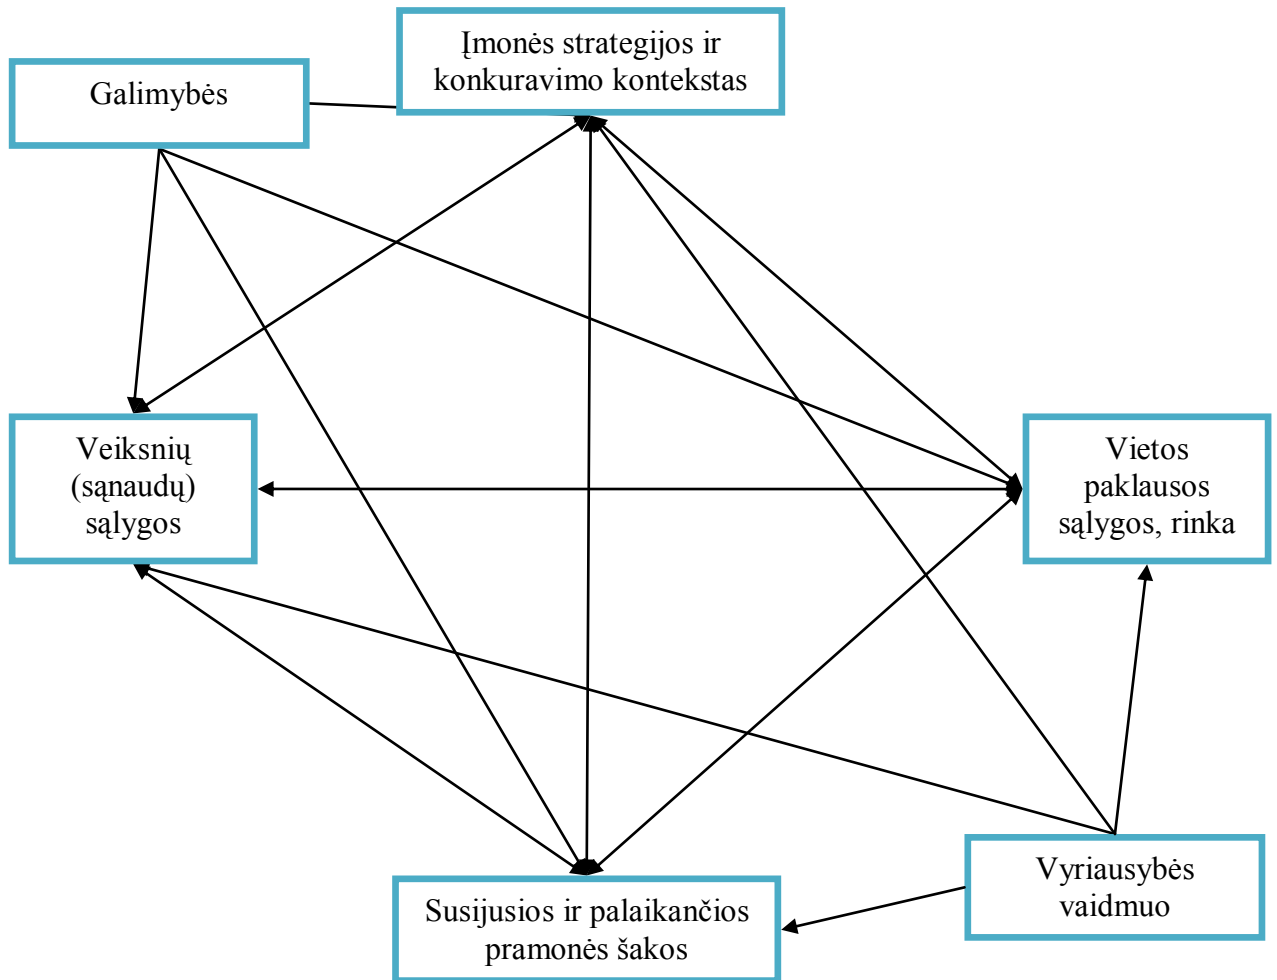 Įmonės strategijos ir
konkuravimo kontekstas
Galimybės
Veiksnių
(sąnaudų)
sąlygos
Vietos
paklausos
sąlygos, rinka
Vyriausybės
vaidmuo
Susijusios ir palaikančios
pramonės šakos